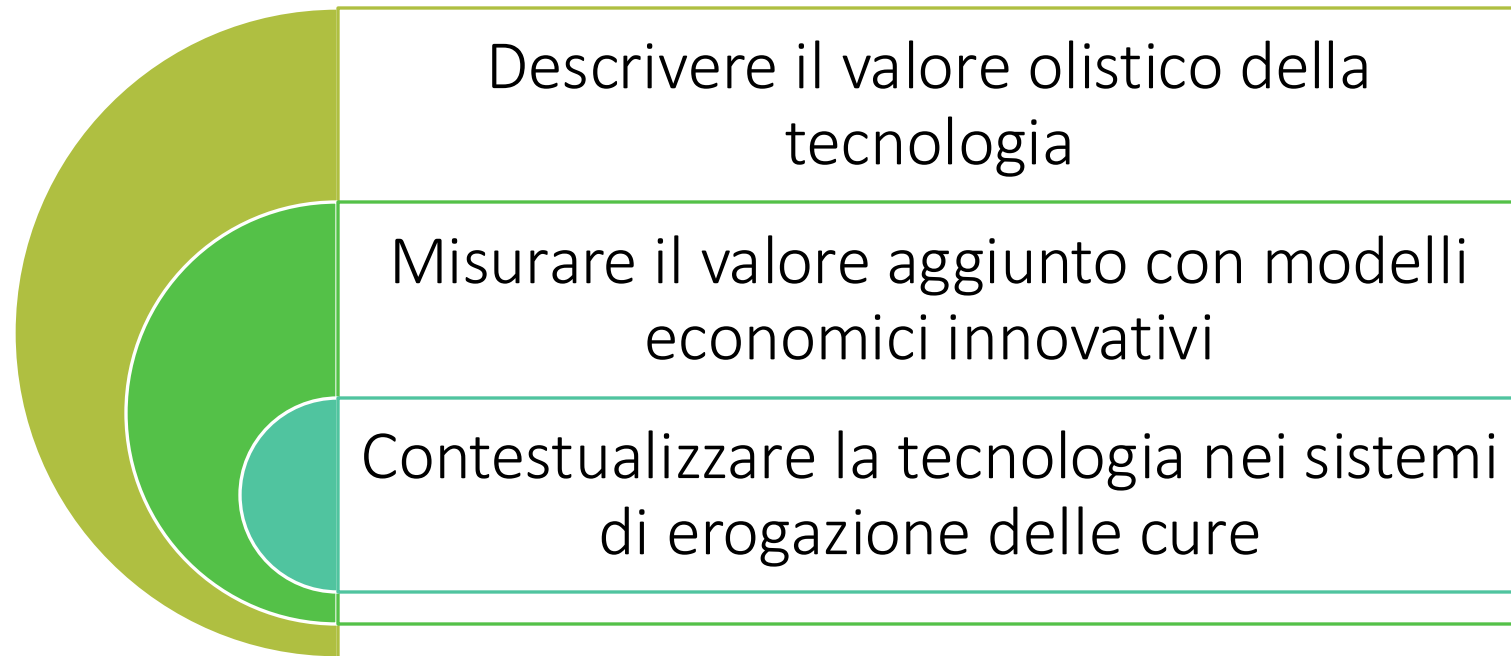 Descrivere il valore olistico della
tecnologia
Misurare il valore aggiunto con modelli
economici innovativi
Contestualizzare la tecnologia nei sistemi
di erogazione delle cure